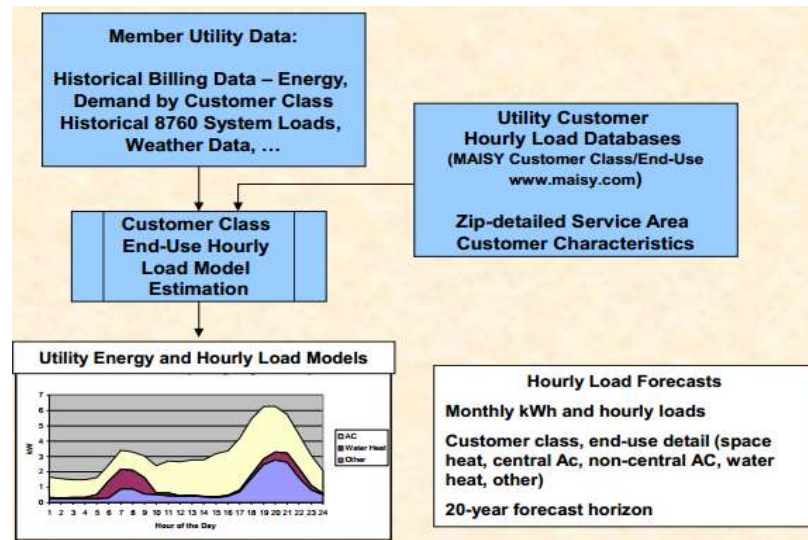 Member Utility Data:
Historical Billing Data – Energy,
Demand by Customer Class
Historical 8760 System Loads,
Weather Data, …
Utility Customer
Hourly Load Databases
(MAISY Customer Class/End-Use
www.maisy.com)
Zip-detailed Service Area
Customer Characteristics
Customer Class
End-Use Hourly
Load Model
Estimation
Utility Energy and Hourly Load Models
7
6
5
4
3
2
1
0
kW
AC
Water Heat
Other
1 2 3 4 5 6 7 8 9 10 11 12 13 14 15 16 17 18 19 20 21 22 23 24
Hour of the Day
Hourly Load Forecasts
Monthly kWh and hourly loads
Customer class, end-use detail (space
heat, central Ac, non-central AC, water
heat, other)
20-year forecast horizon